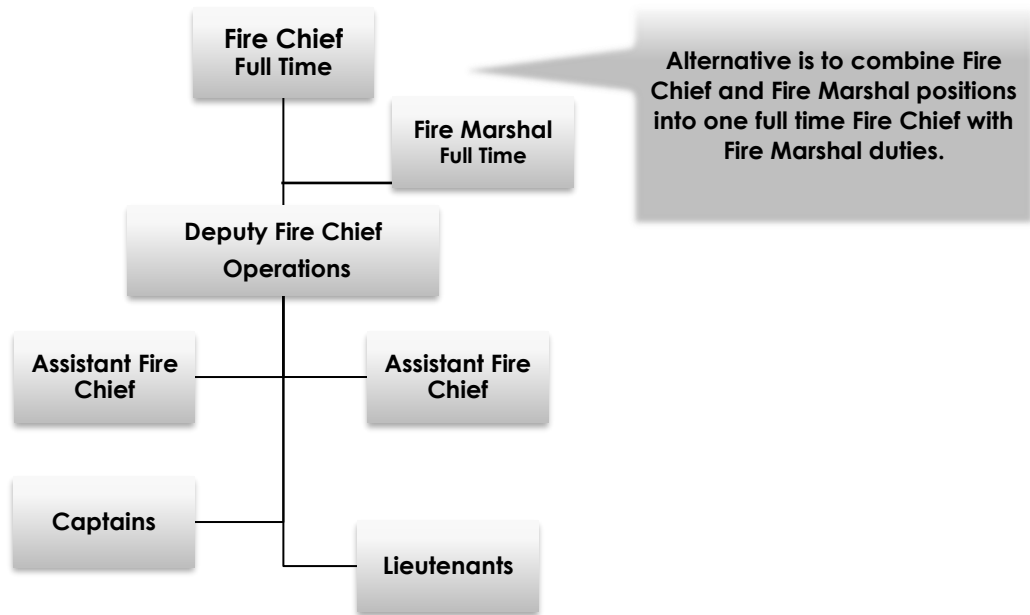 Fire Chief
Full Time
Alternative is to combine Fire
Chief and Fire Marshal positions
into one full time Fire Chief with
Fire Marshal duties.
Fire Marshal
Full Time
Deputy Fire Chief
Operations
Assistant Fire
Chief
Assistant Fire
Chief
Captains
Lieutenants